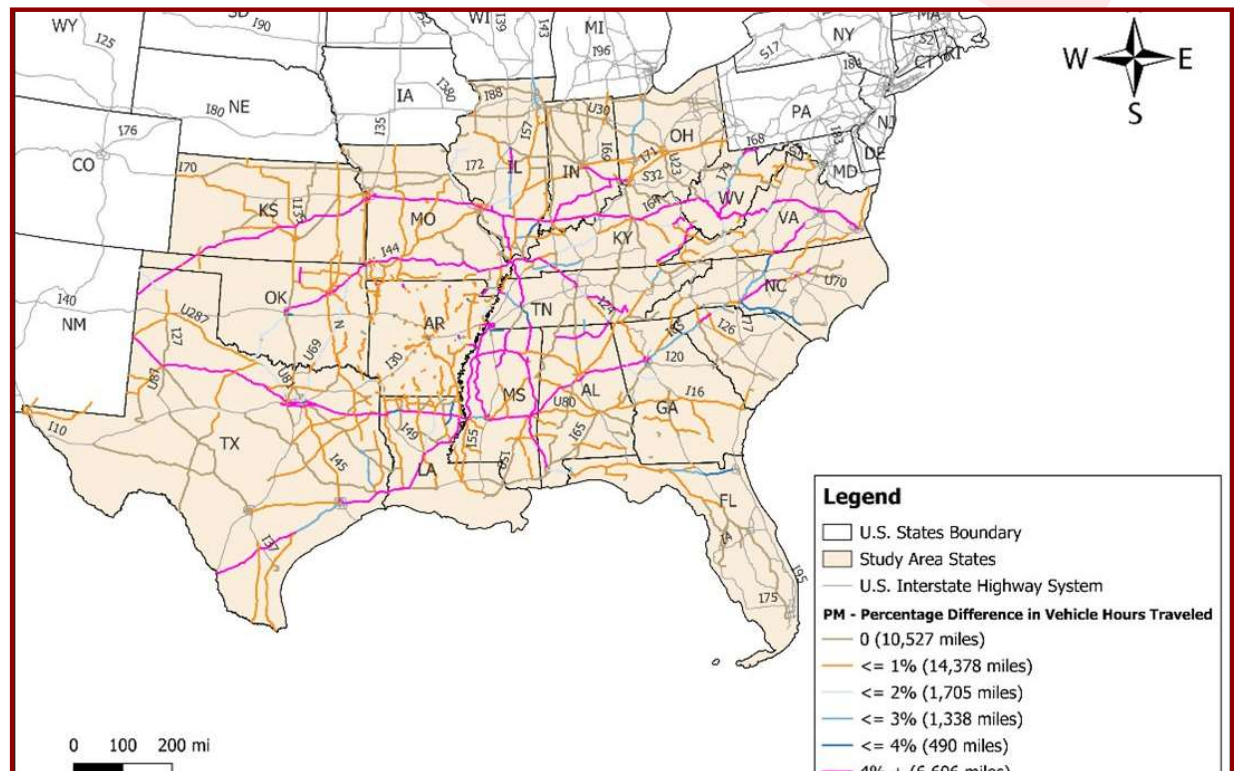 WY
SD
I90
WI
I39
I43
MI
I96
NY
S17
MA
CT
RI
I25
I380
I88
I84
W
E
S
NE
IA
I80
I35
U30
I57
OH
PA
NJ
I76
CO
I70
I72
IL
IN
I69
I71
U23
S32
I68
I79
DE
MD
KS
I135
MO
I64
WV
VA
KY
I44
I40
OK
U287
NM
I27
TN
I24
NC
U70
AR
I85
I77
I26
U69
N
I30
I20
U87
U81
MS
AL
U80
I16
GA
I10
TX
I49
I55
I65
I45
LA
I59
FL
I4
I37
I95
I75
Legend
U.S. States Boundary
Study Area States
U.S. Interstate Highway System
PM - Percentage Difference in Vehicle Hours Traveled
0 (10,527 miles)
<= 1% (14,378 miles)
<= 2% (1,705 miles)
<= 3% (1,338 miles)
<= 4% (490 miles)
0 100 200 mi